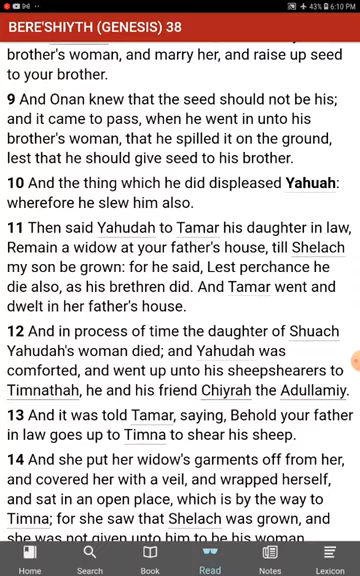 43% 6:10 PM
BERE'SHIYTH (GENESIS) 38
brother's woman, and marry her, and raise up seed
to your brother.
9 And Onan knew that the seed should not be his;
and it came to pass, when he went in unto his
brother's woman, that he spilled it on the ground,
lest that he should give seed to his brother.
10 And the thing which he did displeased Yahuah:
wherefore he slew him also.
11 Then said Yahudah to Tamar his daughter in law,
Remain a widow at your father's house, till Shelach
my son be grown: for he said, Lest perchance he
die also, as his brethren did. And Tamar went and
dwelt in her father's house.
12 And in process of time the daughter of Shuach
Yahudah's woman died; and Yahudah was
comforted, and went up unto his sheepshearers to
Timnathah, he and his friend Chiyrah the Adullamiy.
13 And it was told Tamar, saying, Behold your father
in law goes up to Timna to shear his sheep.
14 And she put her widow's garments off from her,
and covered her with a veil, and wrapped herself,
and sat in an open place, which is by the way to
Timna; for she saw that Shelach was grown, and
she was not given unto him to be his woman
Home Search Book Read Notes Lexicon